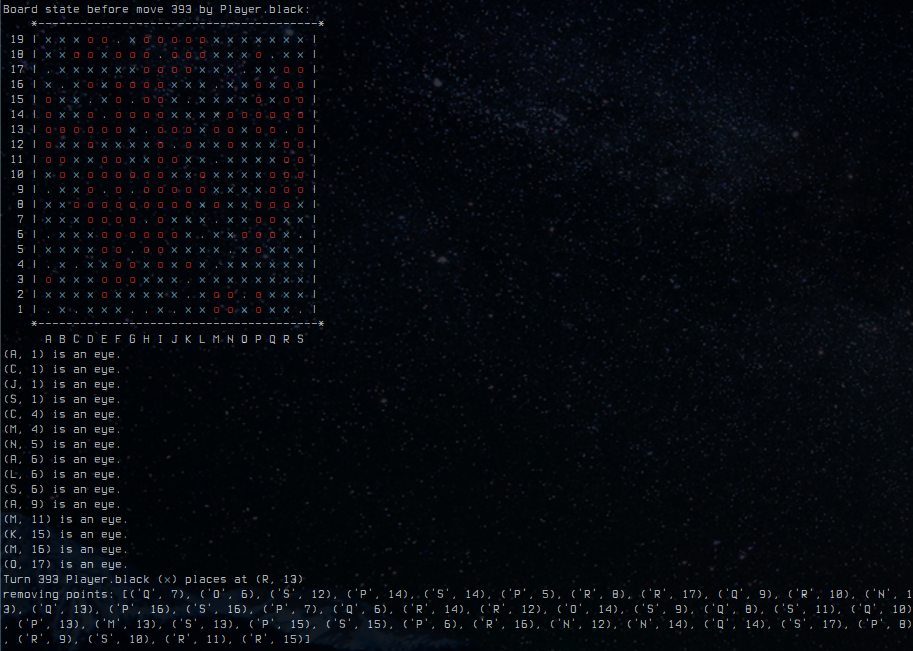 Board state before move 393 by Player.black:
*---------------------------------------*
19 | x x x o o . x o o o o o x x x x x x x |
18 | x x o o x o o o . o o o x x x o . x x |
17 | . x x x x x x o o o o x x x . x x o o |
16 | x . x o o o o o o x x x . x x o x o o |
15 | o x x . x o . o o x . x x x x o x o o |
14 | o x x o . o o o o x x x x o o o o o o |
13 | o o o o o o x . o o x x o o x o o . o |
12 | o x o x x x x x o . o x x o x x x o o |
11 | o o x x o o x x o o x x . x x x x o o |
10 | x o x o o o o o o x x o x x x x o o o |
9 | . x x o . o . o o o o o x x x x o o o |
8 | x x o o o o o o o o o x o x x o o o x |
7 | x x x o o o o . o x x x . x x o o x x |
6 | . x x x o o o o o x x . x x o o o x . |
5 | x x x x o o . o o x x x x . x o x x x |
*---------------------------------------*
A B C D E F G H I J K L M N O P Q R S
(A, 1) is an eye.
(C, 1) is an eye.
(J, 1) is an eye.
(S, 1) is an eye.
(C, 4) is an eye.
(M, 4) is an eye.
(N, 5) is an eye.
(A, 6) is an eye.
(L, 6) is an eye.
(S, 6) is an eye.
(A, 9) is an eye.
(M, 11) is an eye.
(K, 15) is an eye.
(M, 16) is an eye.
(O, 17) is an eye.
Turn 393 Player.black (x) places at (R, 13)
removing points: [('Q', 7), ('O', 6), ('S', 12), ('P', 14), ('S', 14), ('P', 5), ('R', 8), ('R', 17), ('Q', 9), ('R', 10), ('N', 1
3), ('Q', 13), ('P', 16), ('S', 16), ('P', 7), ('Q', 6), ('R', 14), ('R', 12), ('O', 14), ('S', 9), ('Q', 8), ('S', 11), ('Q', 10)
, ('P', 13), ('M', 13), ('S', 13), ('P', 15), ('S', 15), ('P', 6), ('R', 16), ('N', 12), ('N', 14), ('Q', 14), ('S', 17), ('P', 8)
, ('R', 9), ('S', 10), ('R', 11), ('R', 15)]